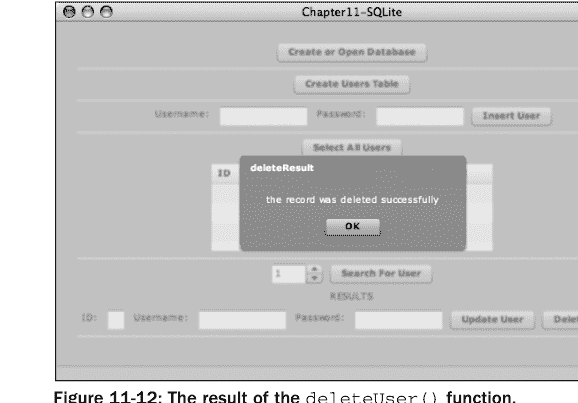 Chapter11-SQLite
Create or Open Database
Create Users Table
Username: Password: Insert User
Select All Users
ID
deleteResult
the record was deleted successfully
OK
1 Search For User
RESULTS
ID: Username: Password: Update User Delet
Figure 11-12: The result of the deleteUser() function.